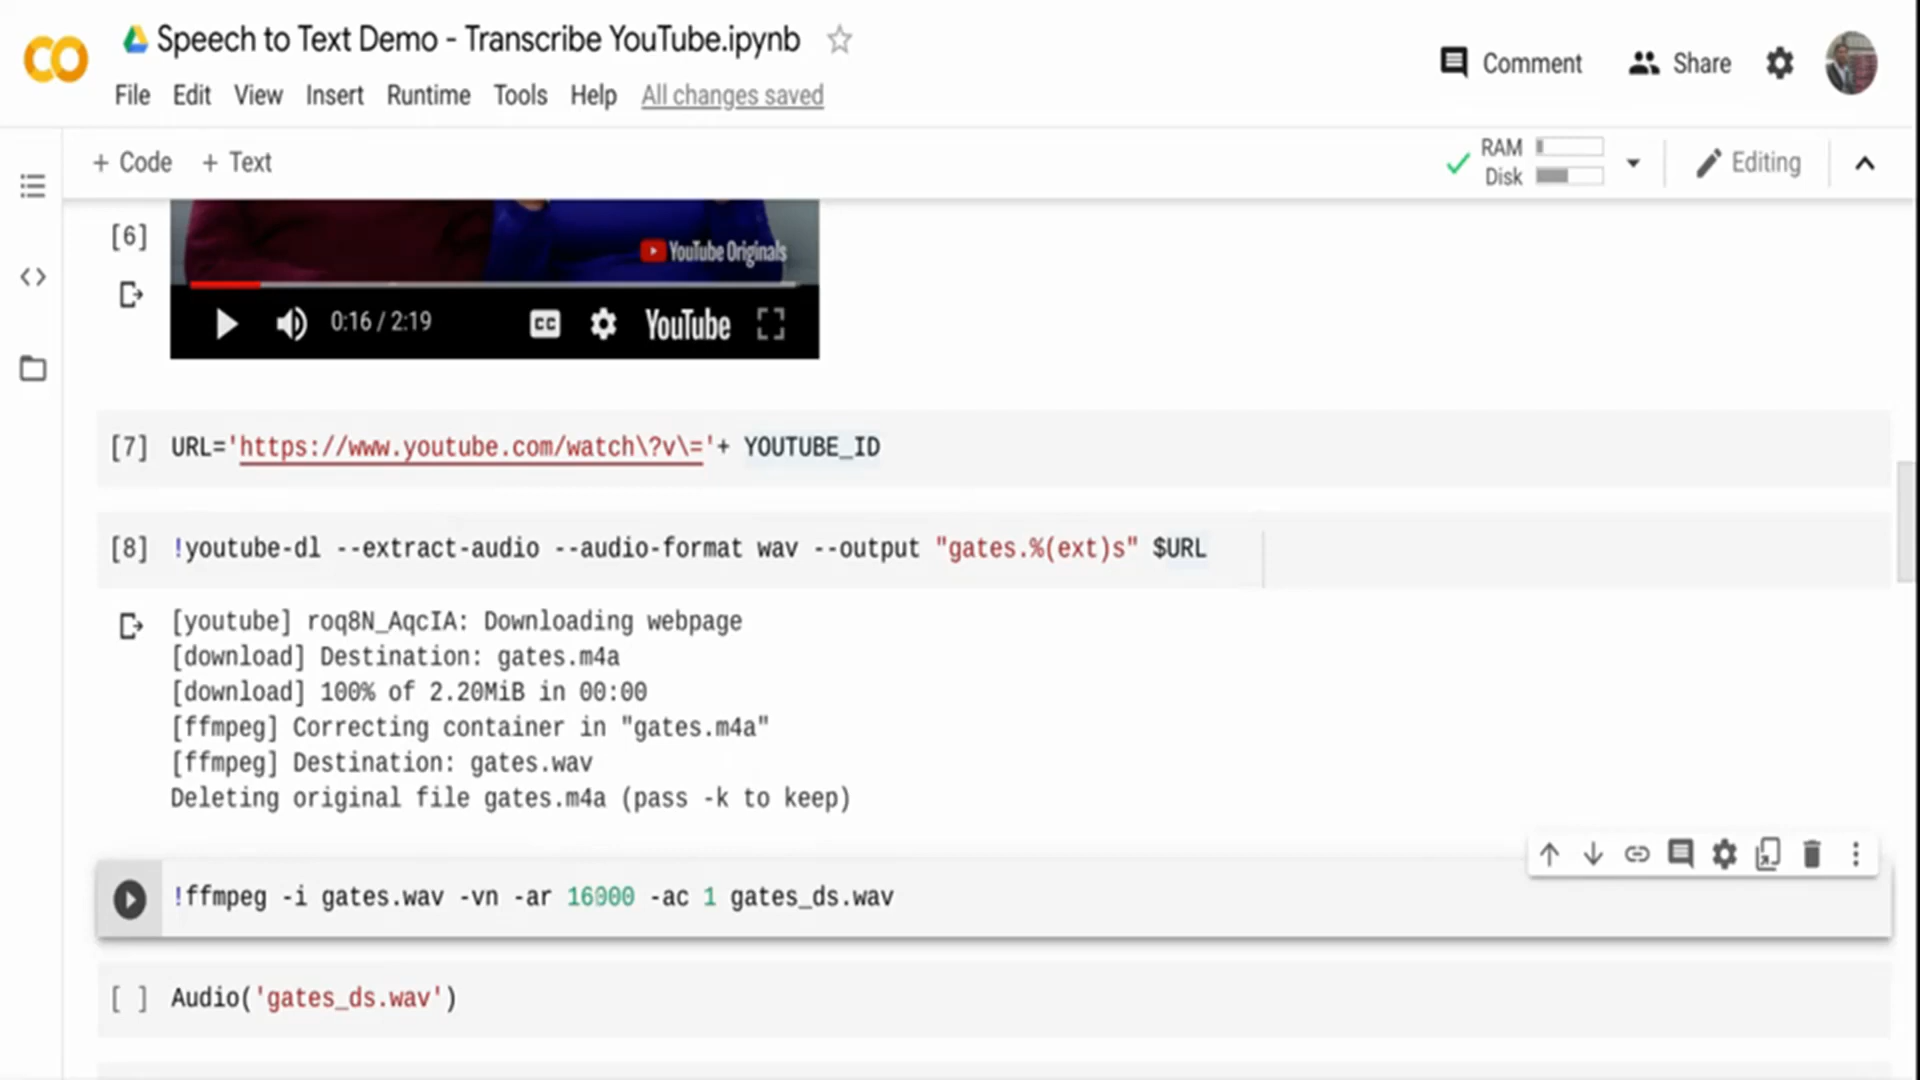 Speech to Text Demo - Transcribe YouTube.ipynb
Comment
Share
File Edit View Insert Runtime Tools Help All changes saved
+ Code + Text
RAM
Disk
Editing
[6]
YouTube Originals
0:16 / 2:19
CC
YouTube
[7] URL='https://www.youtube.com/watch\?v\='+ YOUTUBE_ID
[8] !youtube-dl --extract-audio --audio-format wav --output "gates.%(ext)s" $URL
[youtube] roq8N_AqcIA: Downloading webpage
[download] Destination: gates.m4a
[download] 100% of 2.20MiB in 00:00
[ffmpeg] Correcting container in "gates.m4a"
[ffmpeg] Destination: gates.wav
Deleting original file gates.m4a (pass -k to keep)
!ffmpeg -i gates.wav -vn -ar 16000 -ac 1 gates_ds.wav
[ ] Audio('gates_ds.wav')